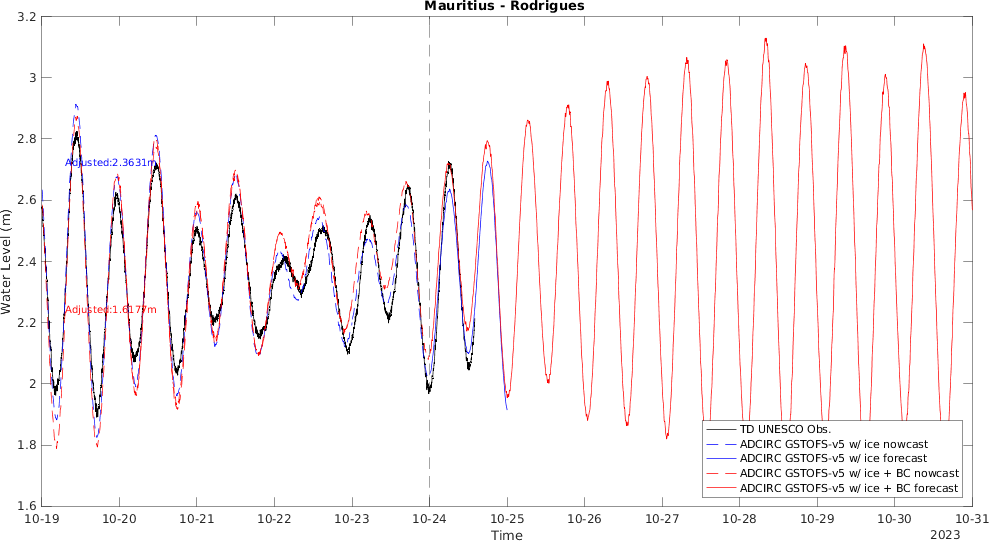 Mauritius - Rodrigues
Water Level (m)
3.2
3
2.8
2.6
2.4
2.2
2
1.8
1.6
Adjusted:2.3631m
Adjusted:1.6177m
TD UNESCO Obs.
ADCIRC GSTOFS-v5 w/ ice nowcast
ADCIRC GSTOFS-v5 w/ ice forecast
ADCIRC GSTOFS-v5 w/ ice + BC nowcast
ADCIRC GSTOFS-v5 w/ ice + BC forecast
10-19 10-20 10-21 10-22 10-23 10-24 10-25 10-26 10-27 10-28 10-29 10-30 10-31
Time
2023